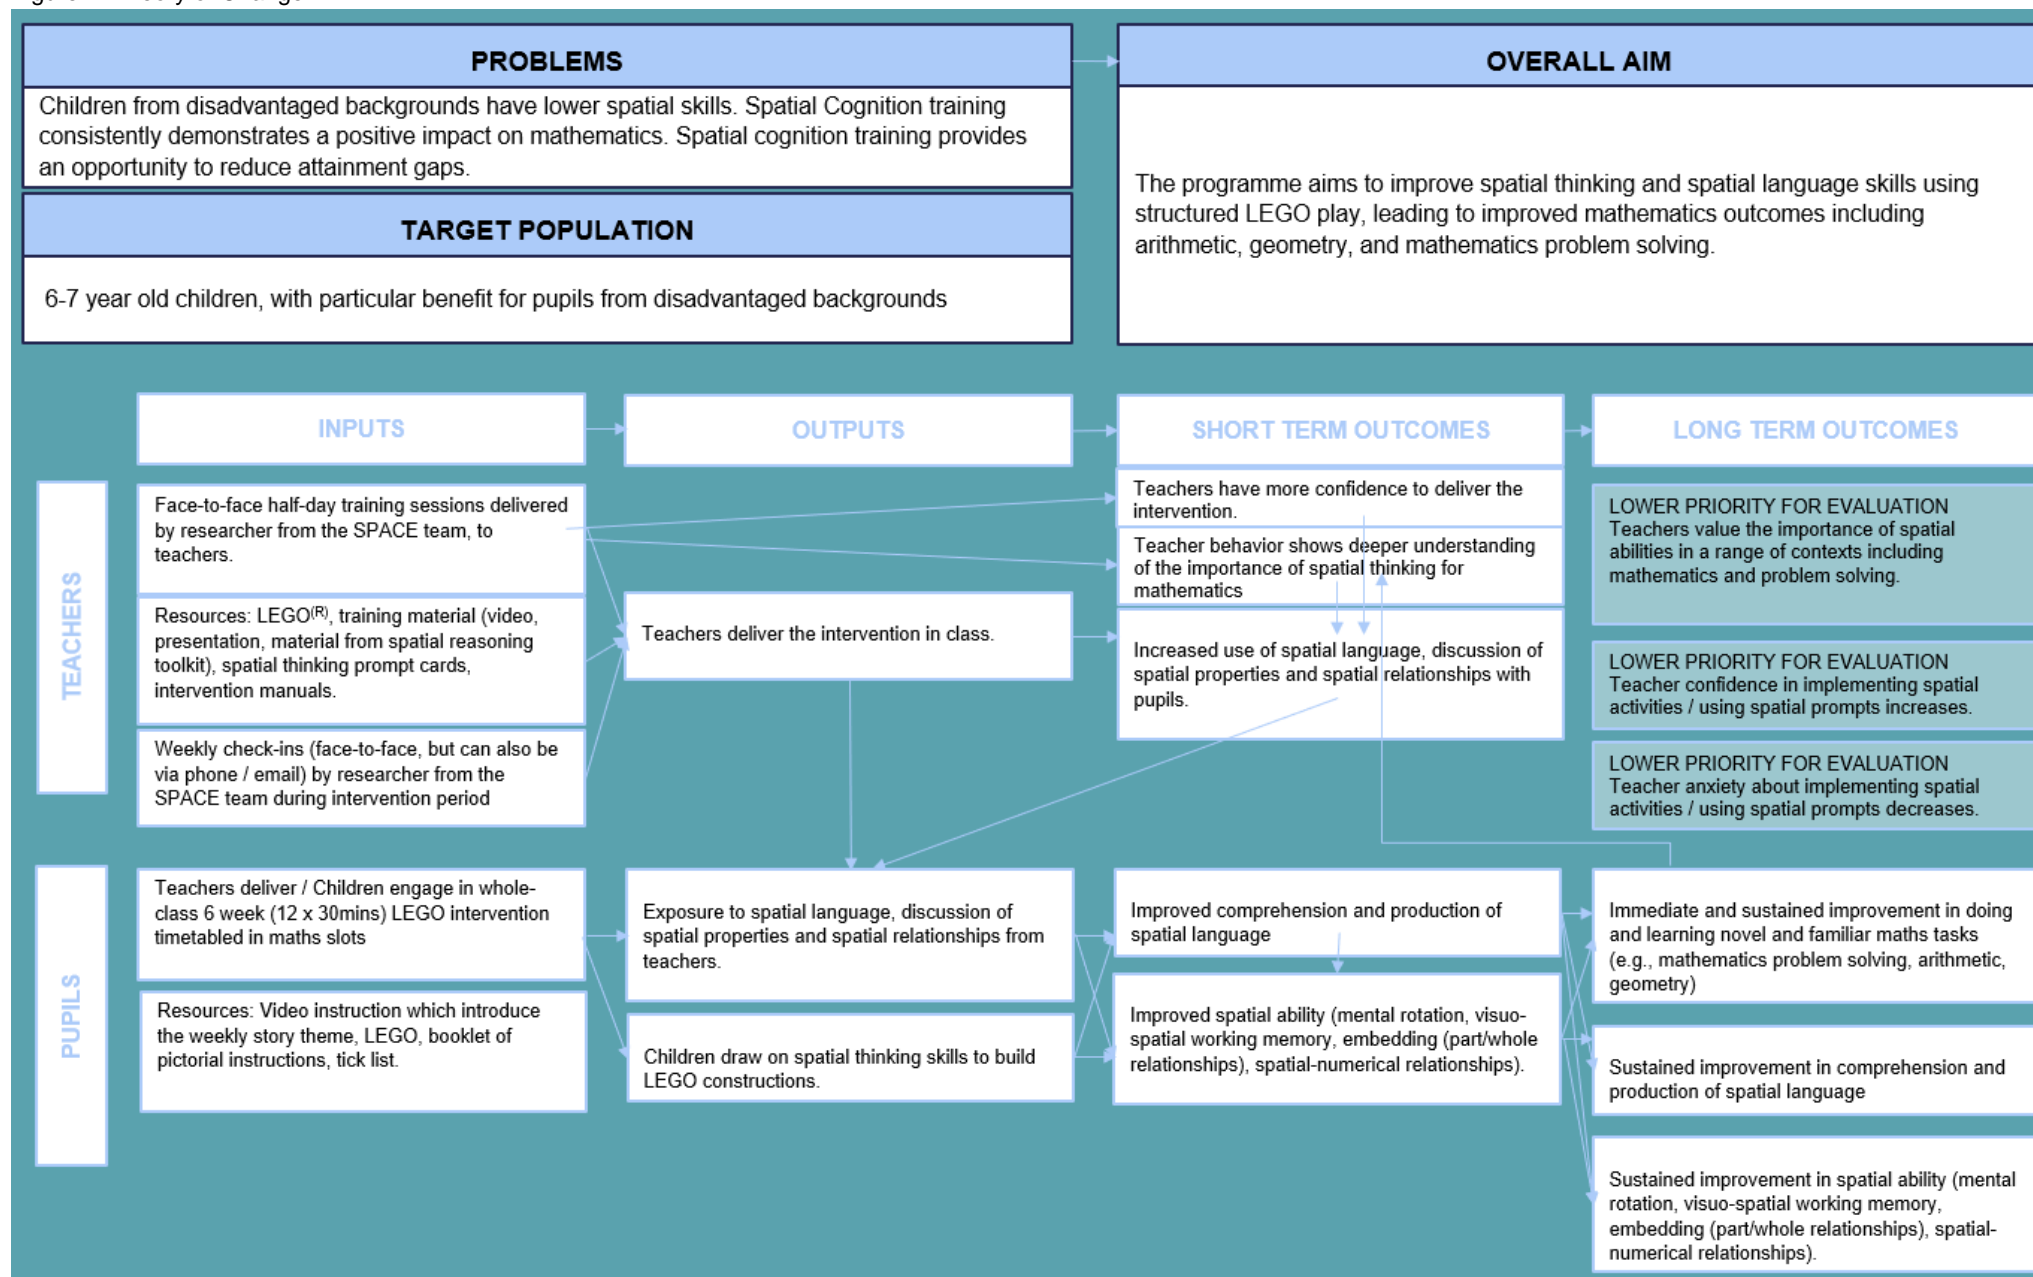 PROBLEMS
Children from disadvantaged backgrounds have lower spatial skills. Spatial Cognition training
consistently demonstrates a positive impact on mathematics. Spatial cognition training provides
an opportunity to reduce attainment gaps.
TARGET POPULATION
6-7 year old children, with particular benefit for pupils from disadvantaged backgrounds
OVERALL AIM
The programme aims to improve spatial thinking and spatial language skills using
structured LEGO play, leading to improved mathematics outcomes including
arithmetic, geometry, and mathematics problem solving.
INPUTS
OUTPUTS
SHORT TERM OUTCOMES
LONG TERM OUTCOMES
TEACHERS
Face-to-face half-day training sessions delivered
by researcher from the SPACE team, to
teachers.
Resources: LEGO(R), training material (video,
presentation, material from spatial reasoning
toolkit), spatial thinking prompt cards,
intervention manuals.
Weekly check-ins (face-to-face, but can also be
via phone / email) by researcher from the
SPACE team during intervention period
Teachers deliver the intervention in class.
Teachers have more confidence to deliver the
intervention.
Teacher behavior shows deeper understanding
of the importance of spatial thinking for
mathematics
Increased use of spatial language, discussion of
spatial properties and spatial relationships with
pupils.
LOWER PRIORITY FOR EVALUATION
Teachers value the importance of spatial
abilities in a range of contexts including
mathematics and problem solving.
LOWER PRIORITY FOR EVALUATION
Teacher confidence in implementing spatial
activities / using spatial prompts increases.
LOWER PRIORITY FOR EVALUATION
Teacher anxiety about implementing spatial
activities / using spatial prompts decreases.
PUPILS
Teachers deliver / Children engage in whole-
class 6 week (12 x 30mins) LEGO intervention
timetabled in maths slots
Resources: Video instruction which introduce
the weekly story theme, LEGO, booklet of
pictorial instructions, tick list.
Exposure to spatial language, discussion of
spatial properties and spatial relationships from
teachers.
Children draw on spatial thinking skills to build
LEGO constructions.
Improved comprehension and production of
spatial language
Improved spatial ability (mental rotation, visuo-
spatial working memory, embedding (part/whole
relationships), spatial-numerical relationships).
Immediate and sustained improvement in doing
and learning novel and familiar maths tasks
(e.g., mathematics problem solving, arithmetic,
geometry)
Sustained improvement in comprehension and
production of spatial language
Sustained improvement in spatial ability (mental
rotation, visuo-spatial working memory,
embedding (part/whole relationships), spatial-
numerical relationships).